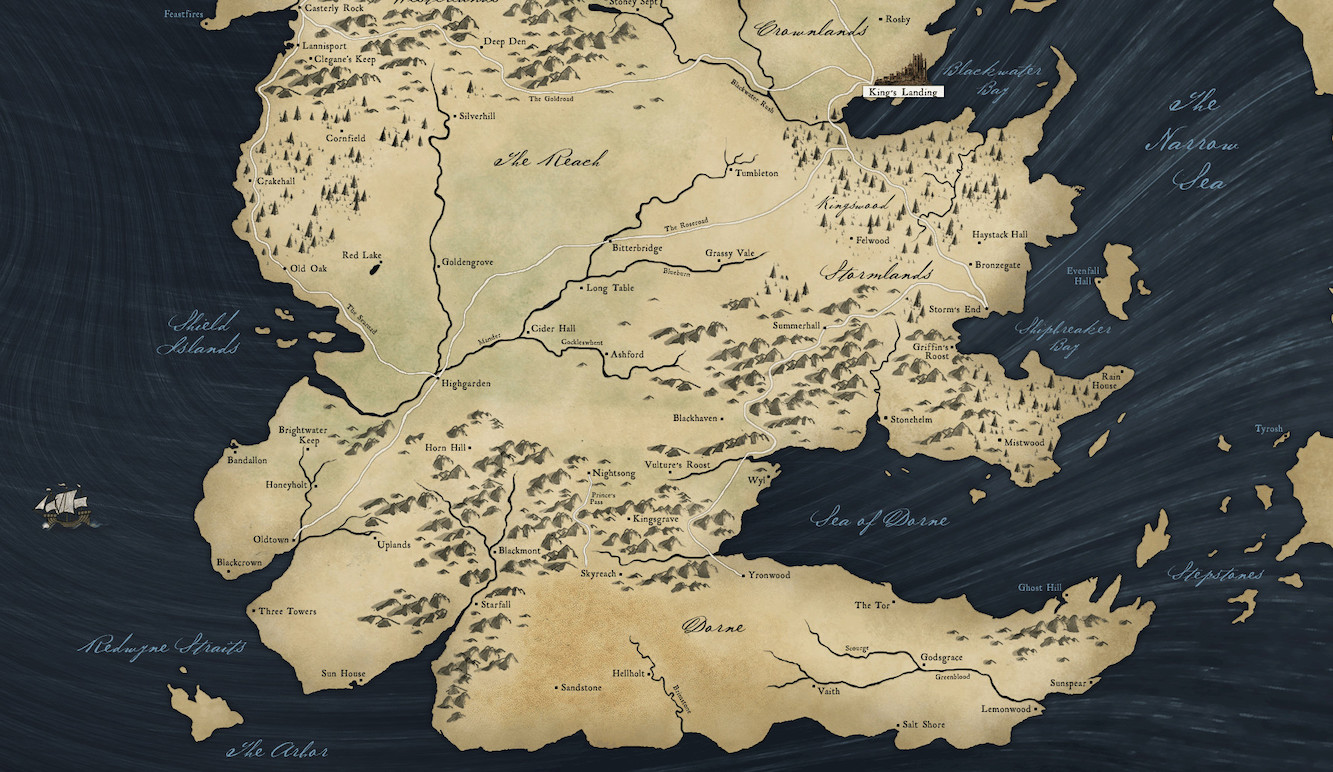 Feastfires
Casterly Rock
Westerlands
Stoney Sept
Crownlands
Rosby
Lannisport
Clegane's Keep
Deep Den
Blackwater
Bay
King's Landing
The Goldroad
Blackwater Rush
The
Narrow
Sea
Silverhill
Cornfield
The Reach
Crakehall
Tumbleton
Kingswood
The Roseroad
Felwood
Haystack Hall
Bitterbridge
Grassy Vale
Red Lake
Goldengrove
Old Oak
Blueburn
Stormlands
Bronzegate
Evenfall
Hall
Long Table
The Searoad
Storm's End
Shield
Islands
Mander
Cider Hall
Cockleswhent
Ashford
Summerhall
Griffin's
Roost
Shipbreaker
Bay
Highgarden
Rain
House
Blackhaven
Stonehelm
Mistwood
Tyrosh
Brightwater
Keep
Bandallon
Horn Hill
Honeyholt
Nightsong
Vulture's Roost
Wyl
Prince's
Pass
Kingsgrave
Sea of Dorne
Oldtown
Uplands
Blackmont
Blackcrown
Skyreach
Yronwood
Stepstones
Ghost Hill
Three Towers
Starfall
The Tor
Dorne
Redwyne Straits
Scourge
Godsgrace
Greenblood
Sun House
Hellholt
Brimstone
Sandstone
Vaith
Sunspear
Lemonwood
Salt Shore
The Arbor